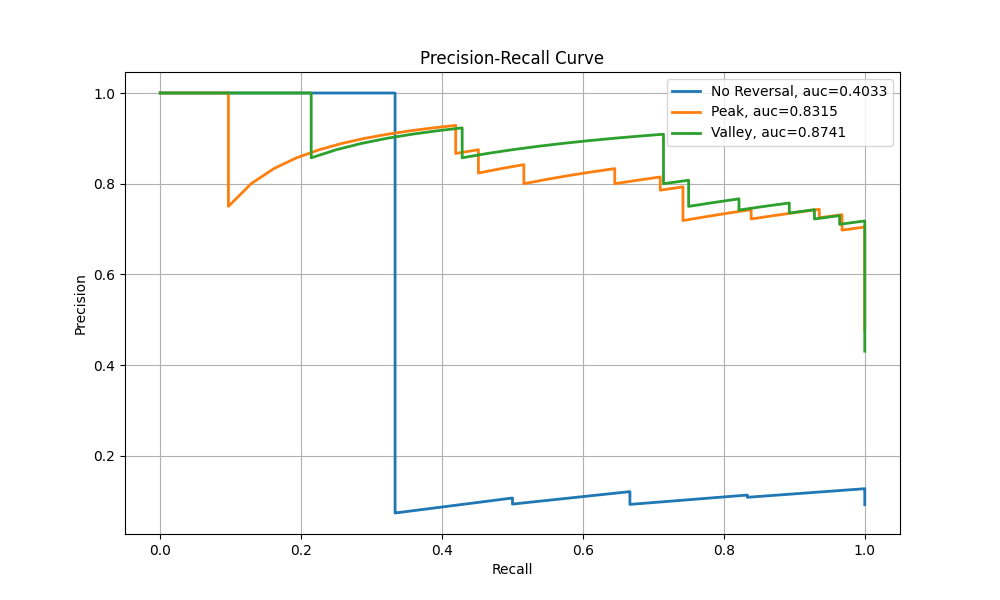 Precision-Recall Curve
No Reversal, auc=0.4033
Peak, auc=0.8315
Valley, auc=0.8741
1.0
0.8
0.6
0.4
0.2
Precision
0.0
0.2
0.4
0.6
0.8
1.0
Recall